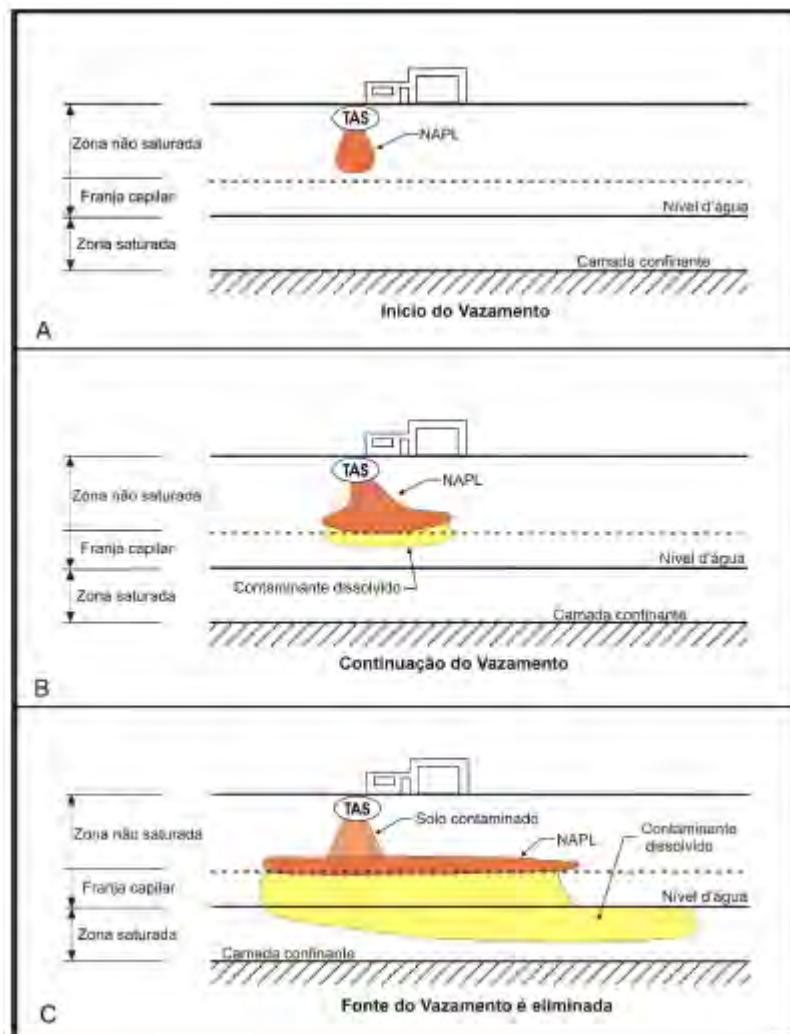 TAS
Zona não saturada
NAPL
Franja capilar
Nível d'água
Zona saturada
Camada confinante
Início do Vazamento
A
TAS
NAPL
Zona não saturada
Franja capilar
Nível d'água
Contaminante dissolvido
Zona saturada
Camada confinante
Continuação do Vazamento
B
TAS
Solo contaminado
Zona não saturada
NAPL
Contaminante
dissolvido
Franja capilar
Nível d'água
Zona saturada
Camada confinante
Fonte do Vazamento é eliminada
C